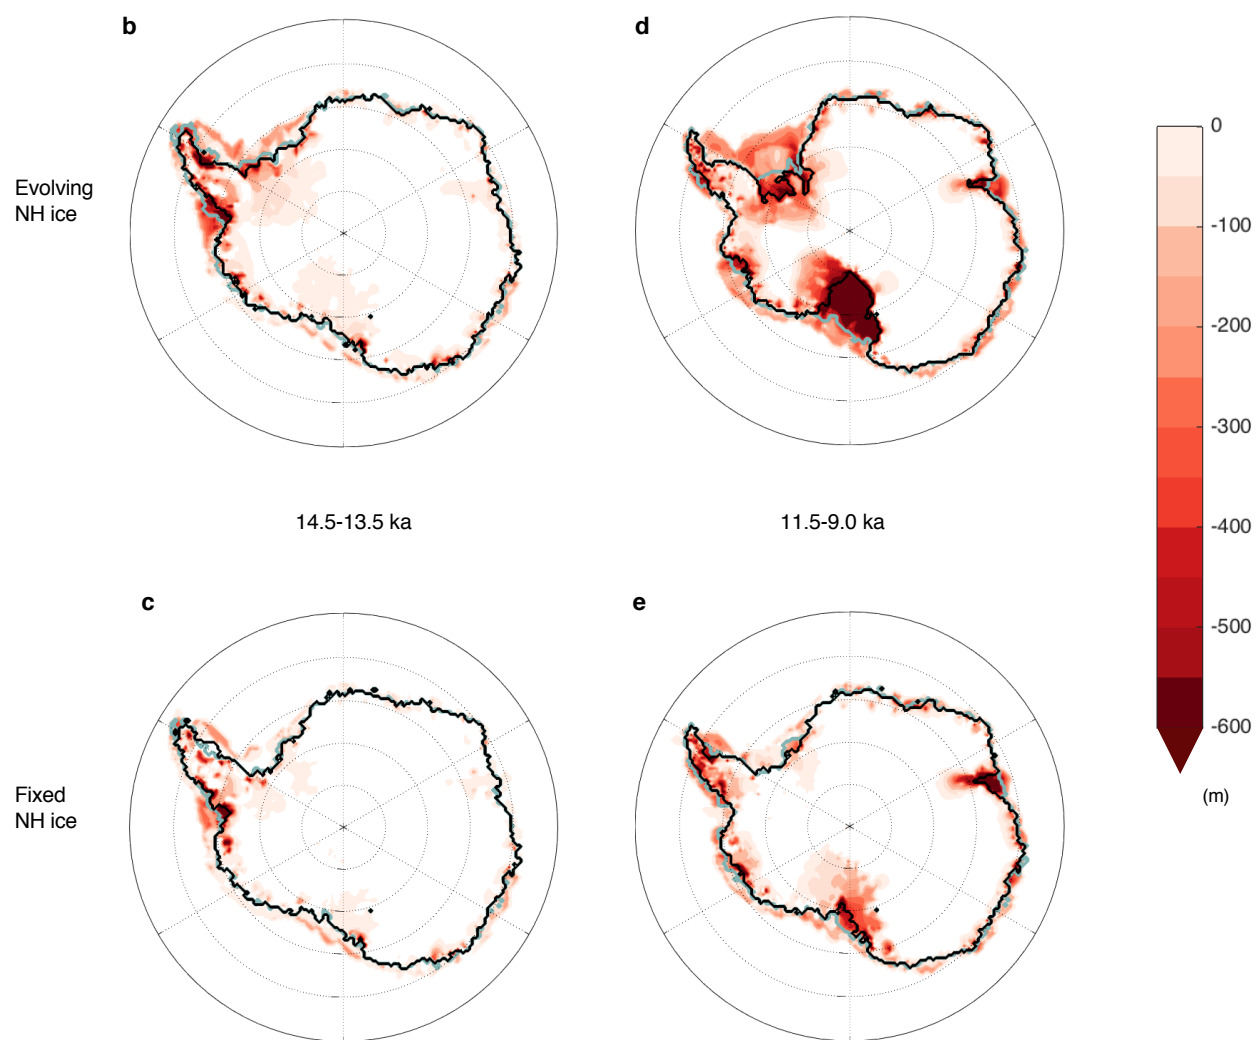 b
d
0
Evolving
NH ice
-100
-200
-300
-400
14.5-13.5 ka
11.5-9.0 ka
-500
c
e
-600
Fixed
NH ice
(m)